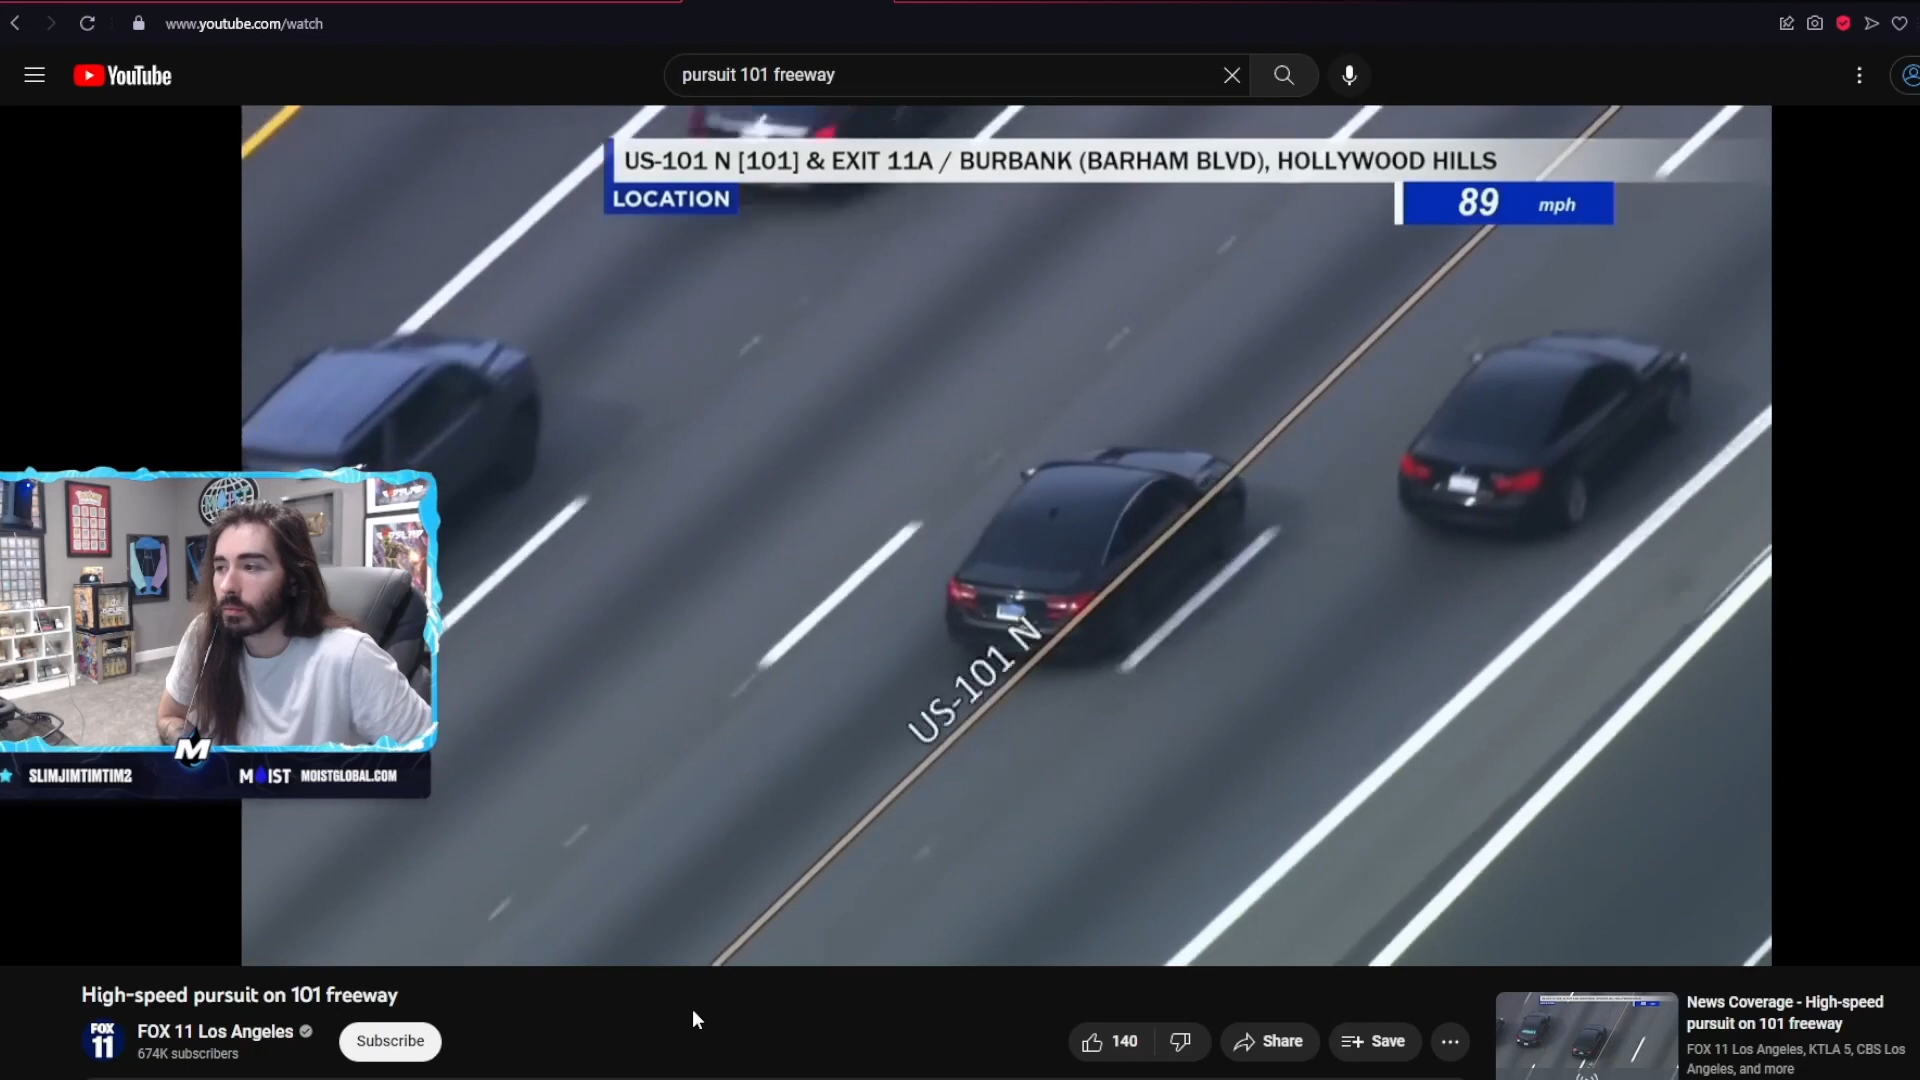 www.youtube.com/watch
YouTube
pursuit 101 freeway
US-101 N [101] & EXIT 11A / BURBANK (BARHAM BLVD), HOLLYWOOD HILLS
LOCATION
89 mph
US-101 N
M
SLIMJIMTIMTIM2
MOIST MOISTGLOBAL.COM
High-speed pursuit on 101 freeway
FOX 11
FOX 11 Los Angeles
674K subscribers
Subscribe
140
Share
Save
News Coverage - High-speed
pursuit on 101 freeway
FOX 11 Los Angeles, KTLA 5, CBS Los
Angeles, and more